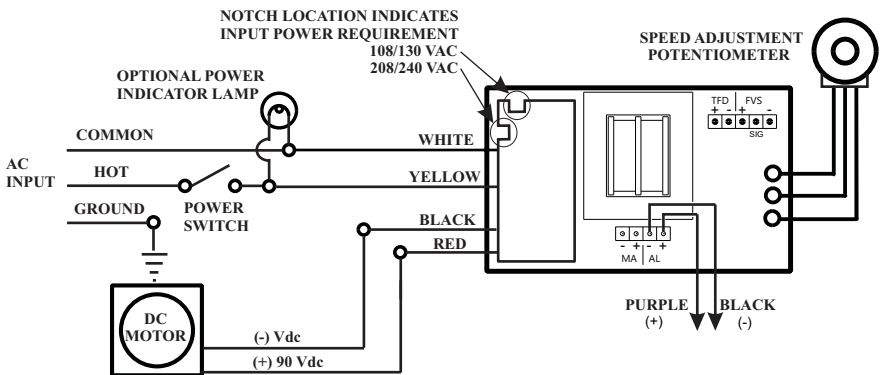 NOTCH LOCATION INDICATES
INPUT POWER REQUIREMENT
108/130 VAC
208/240 VAC
SPEED ADJUSTMENT
POTENTIOMETER
OPTIONAL POWER
INDICATOR LAMP
TFD FVS
+ - + -
SIG
COMMON
WHITE
AC
INPUT
HOT
YELLOW
GROUND
POWER
SWITCH
BLACK
RED
- + - +
MA AL
PURPLE
(+)
BLACK
(-)
DC
MOTOR
(-) Vdc
(+) 90 Vdc